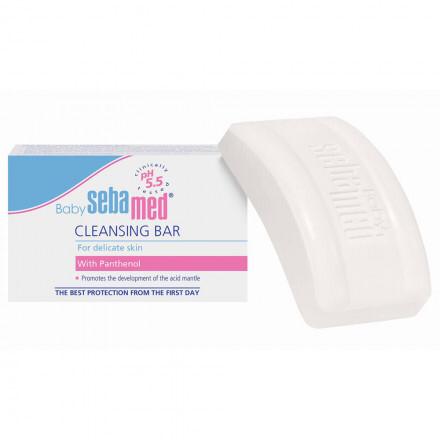 clinically
pH
5.5
tested
Baby sebamed®
CLEANSING BAR
For delicate skin
With Panthenol
• Promotes the development of the acid mantle
THE BEST PROTECTION FROM THE FIRST DAY
sebamed